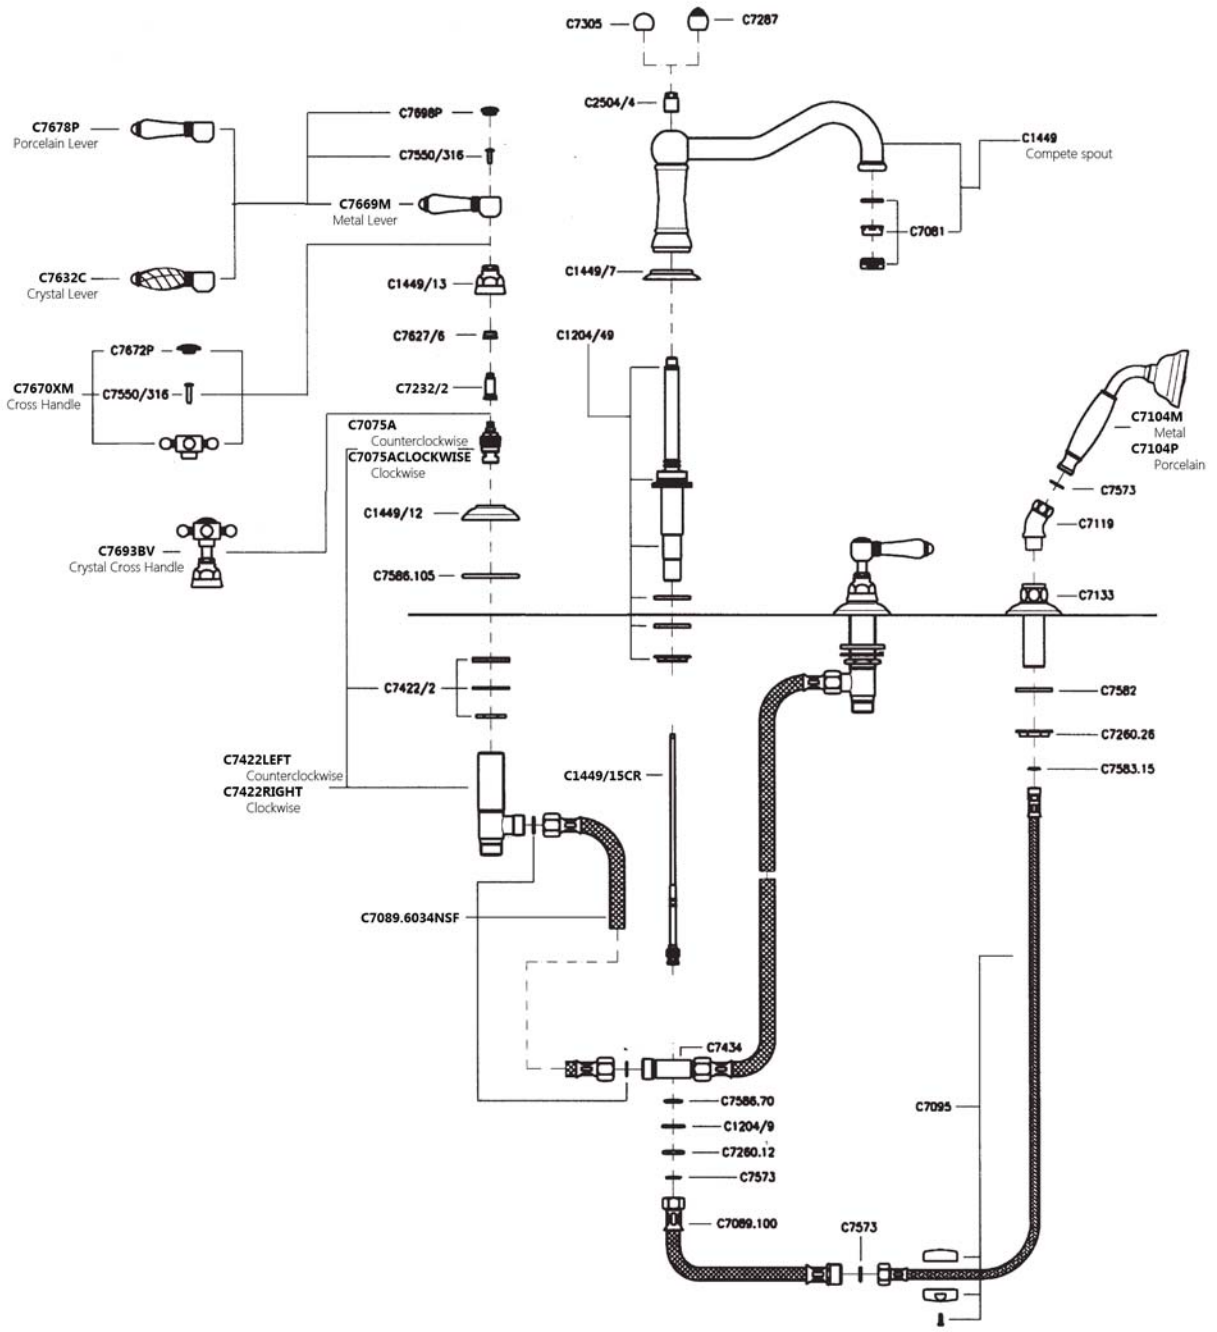 C7305
C7287
C2504/4
C7698P
C7678P
Porcelain Lever
C7550/316
C1449
Compete spout
C7669M
Metal Lever
C7081
C7632C
Crystal Lever
C1449/7
C1449/13
C7627/6
C1204/49
C7672P
C7670XM
Cross Handle
C7550/316
C7232/2
C7075A
Counterclockwise
C7075ACLOCKWISE
Clockwise
C7104M
Metal
C7104P
Porcelain
C7573
C1449/12
C7119
C7693BV
Crystal Cross Handle
C7586.105
C7133
C7422/2
C7582
C7260.26
C7422LEFT
Counterclockwise
C7422RIGHT
Clockwise
C1449/15CR
C7583.15
C7089.6034NSF
C7434
C7586.70
C7095
C1204/9
C7260.12
C7573
C7089.100
C7573